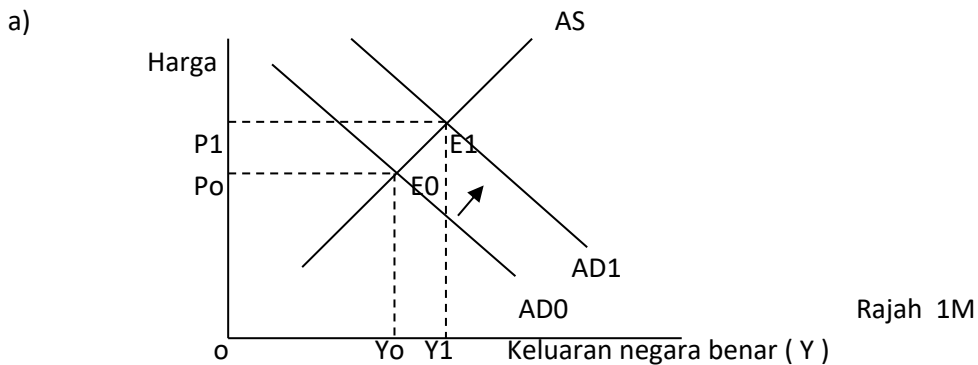 a)
AS
Harga
P1
E1
Po
E0
AD1
AD0
Rajah 1M
o
Yo
Y1
Keluaran negara benar ( Y )